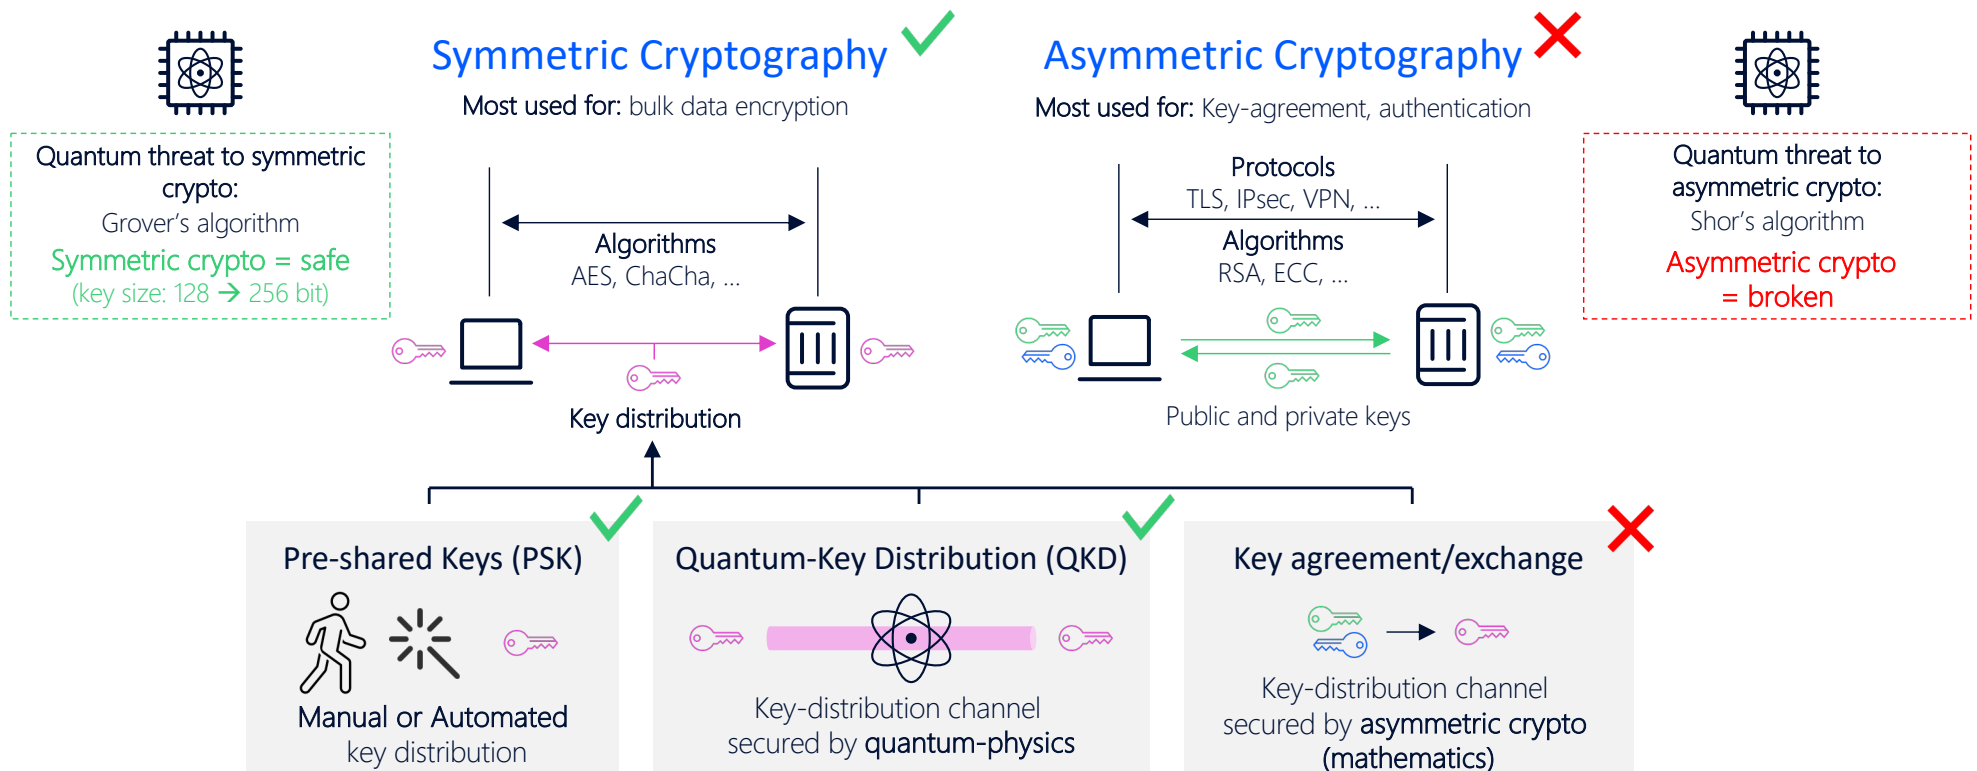 Symmetric Cryptography
Most used for: bulk data encryption
Quantum threat to symmetric
crypto:
Grover's algorithm
Symmetric crypto = safe
(key size: 128 → 256 bit)
Algorithms
AES, ChaCha, ...
Key distribution
Asymmetric Cryptography
Most used for: Key-agreement, authentication
Protocols
TLS, IPsec, VPN, ...
Algorithms
RSA, ECC, ...
Public and private keys
Quantum threat to
asymmetric crypto:
Shor's algorithm
Asymmetric crypto
= broken
Pre-shared Keys (PSK)
Manual or Automated
key distribution
Quantum-Key Distribution (QKD)
Key-distribution channel
secured by quantum-physics
Key agreement/exchange
Key-distribution channel
secured by asymmetric crypto
(mathematics)